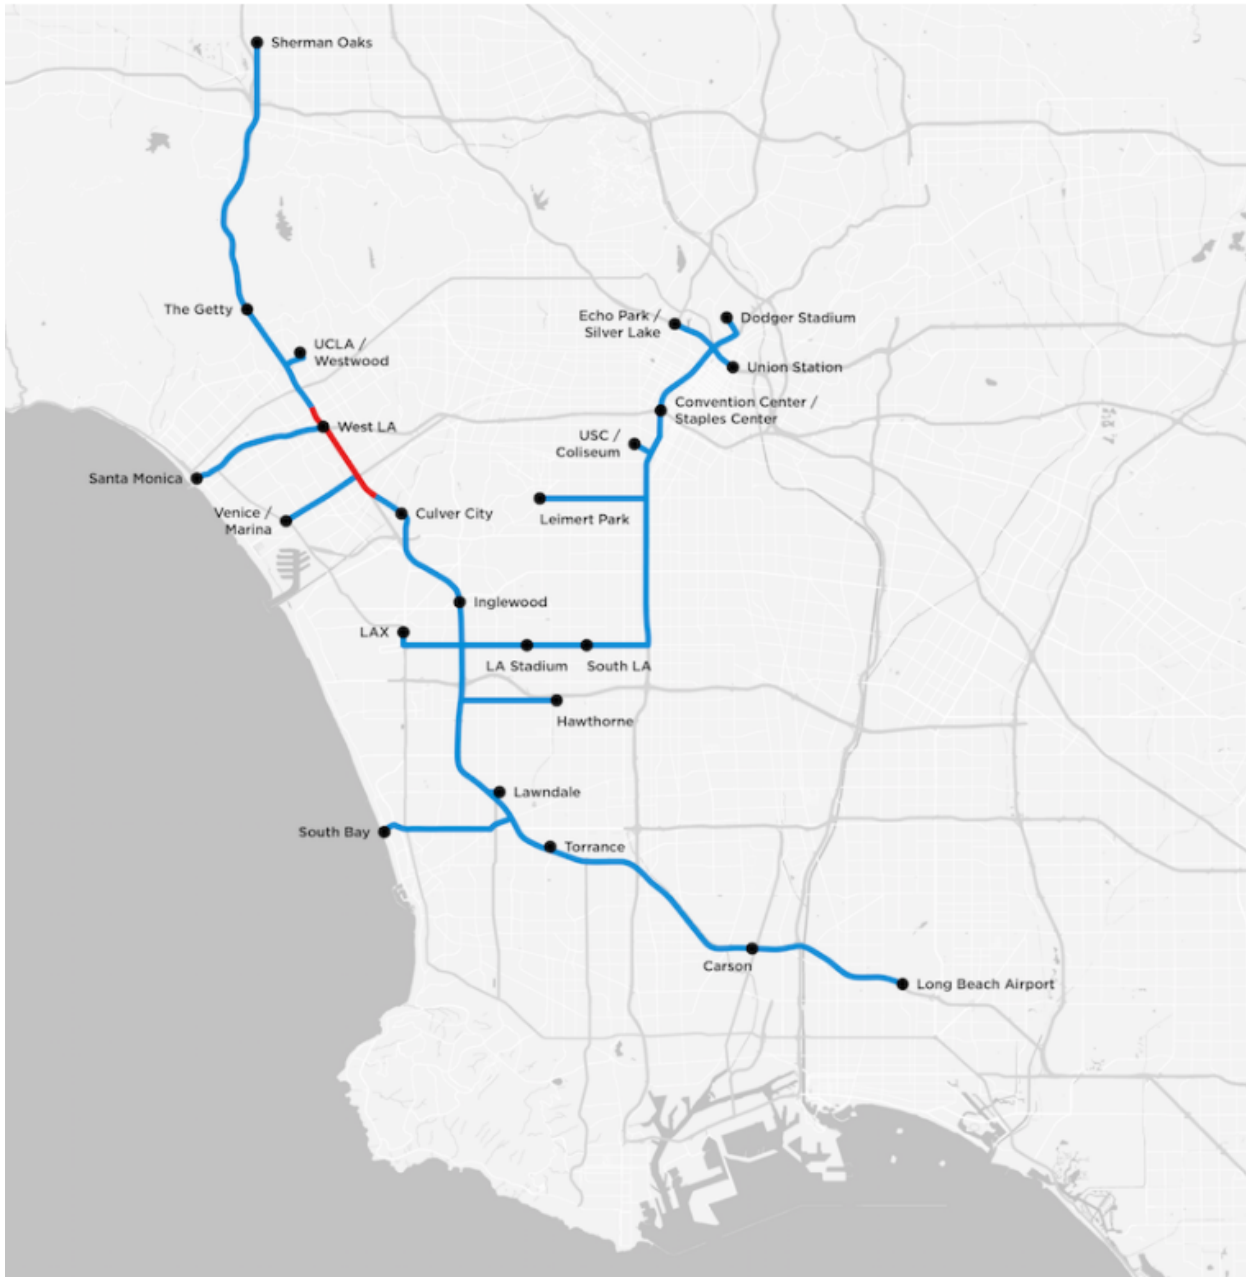 Sherman Oaks
The Getty
UCLA /
Westwood
Echo Park /
Silver Lake
Dodger Stadium
Union Station
Convention Center /
Staples Center
West LA
USC /
Coliseum
Santa Monica
Venice /
Marina
Culver City
Leimert Park
Inglewood
LAX
LA Stadium
South LA
Hawthorne
Lawndale
South Bay
Torrance
Carson
Long Beach Airport